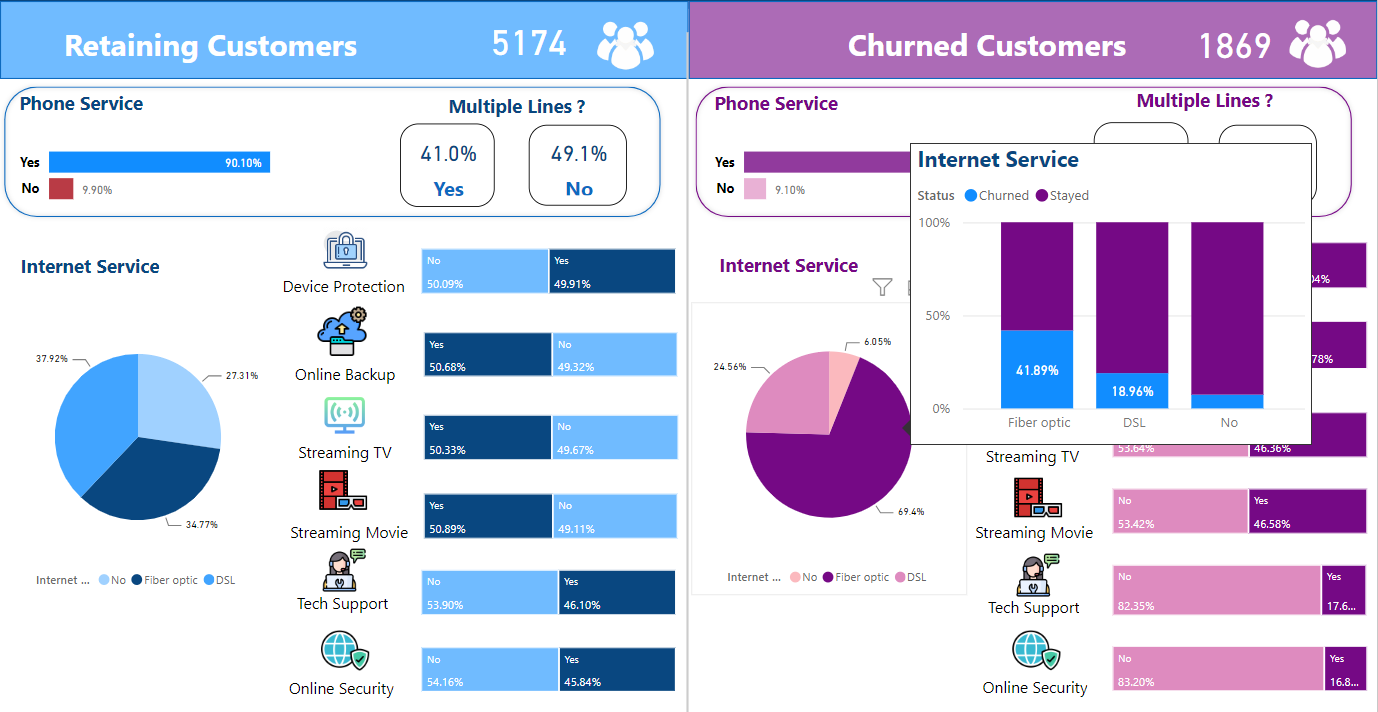 Retaining Customers
5174
Phone Service
Multiple Lines ?
Yes
90.10%
No
9.90%
41.0%
Yes
49.1%
No
Internet Service
37.92%
27.31%
34.77%
Internet ...
No
Fiber optic
DSL
Device Protection
No
50.09%
Yes
49.91%
Online Backup
Yes
50.68%
No
49.32%
Streaming TV
Yes
50.33%
No
49.67%
Streaming Movie
Yes
50.89%
No
49.11%
Tech Support
No
53.90%
Yes
46.10%
Online Security
No
54.16%
Yes
45.84%
Churned Customers
1869
Phone Service
Multiple Lines ?
Yes
No
9.10%
Internet Service
24.56%
6.05%
69.4%
Internet ...
No
Fiber optic
DSL
Internet Service
Status
Churned
Stayed
100%
50%
0%
41.89%
18.96%
Fiber optic
DSL
No
Streaming TV
53.64%
46.36%
Streaming Movie
No
53.42%
Yes
46.58%
Tech Support
No
82.35%
Yes
17.6...
Online Security
No
83.20%
Yes
16.8...